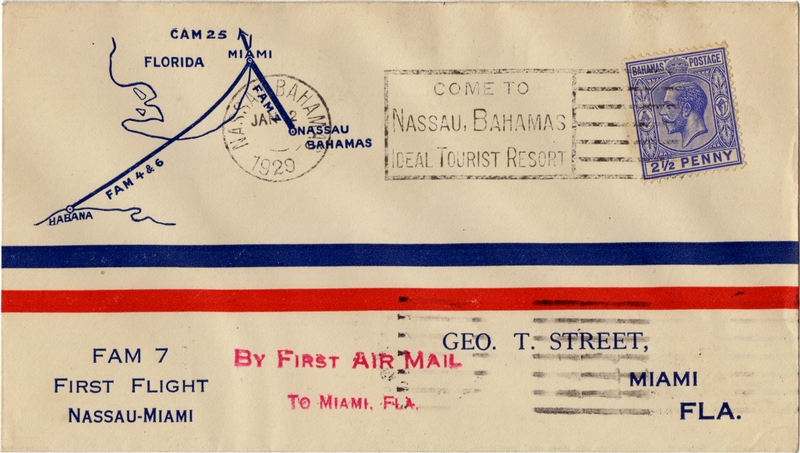 CAM 25
MIAMI
FLORIDA
FAM 7
NASSAU
BAHAMAS
FAM 4 & 6
HABANA
NASSAU BAHAMAS
JAN 2
1929
COME TO
NASSAU, BAHAMAS
IDEAL TOURIST RESORT
BAHAMAS POSTAGE
2½ PENNY
FAM 7
FIRST FLIGHT
NASSAU-MIAMI
BY FIRST AIR MAIL
TO MIAMI, FLA.
GEO. T. STREET,
MIAMI
FLA.